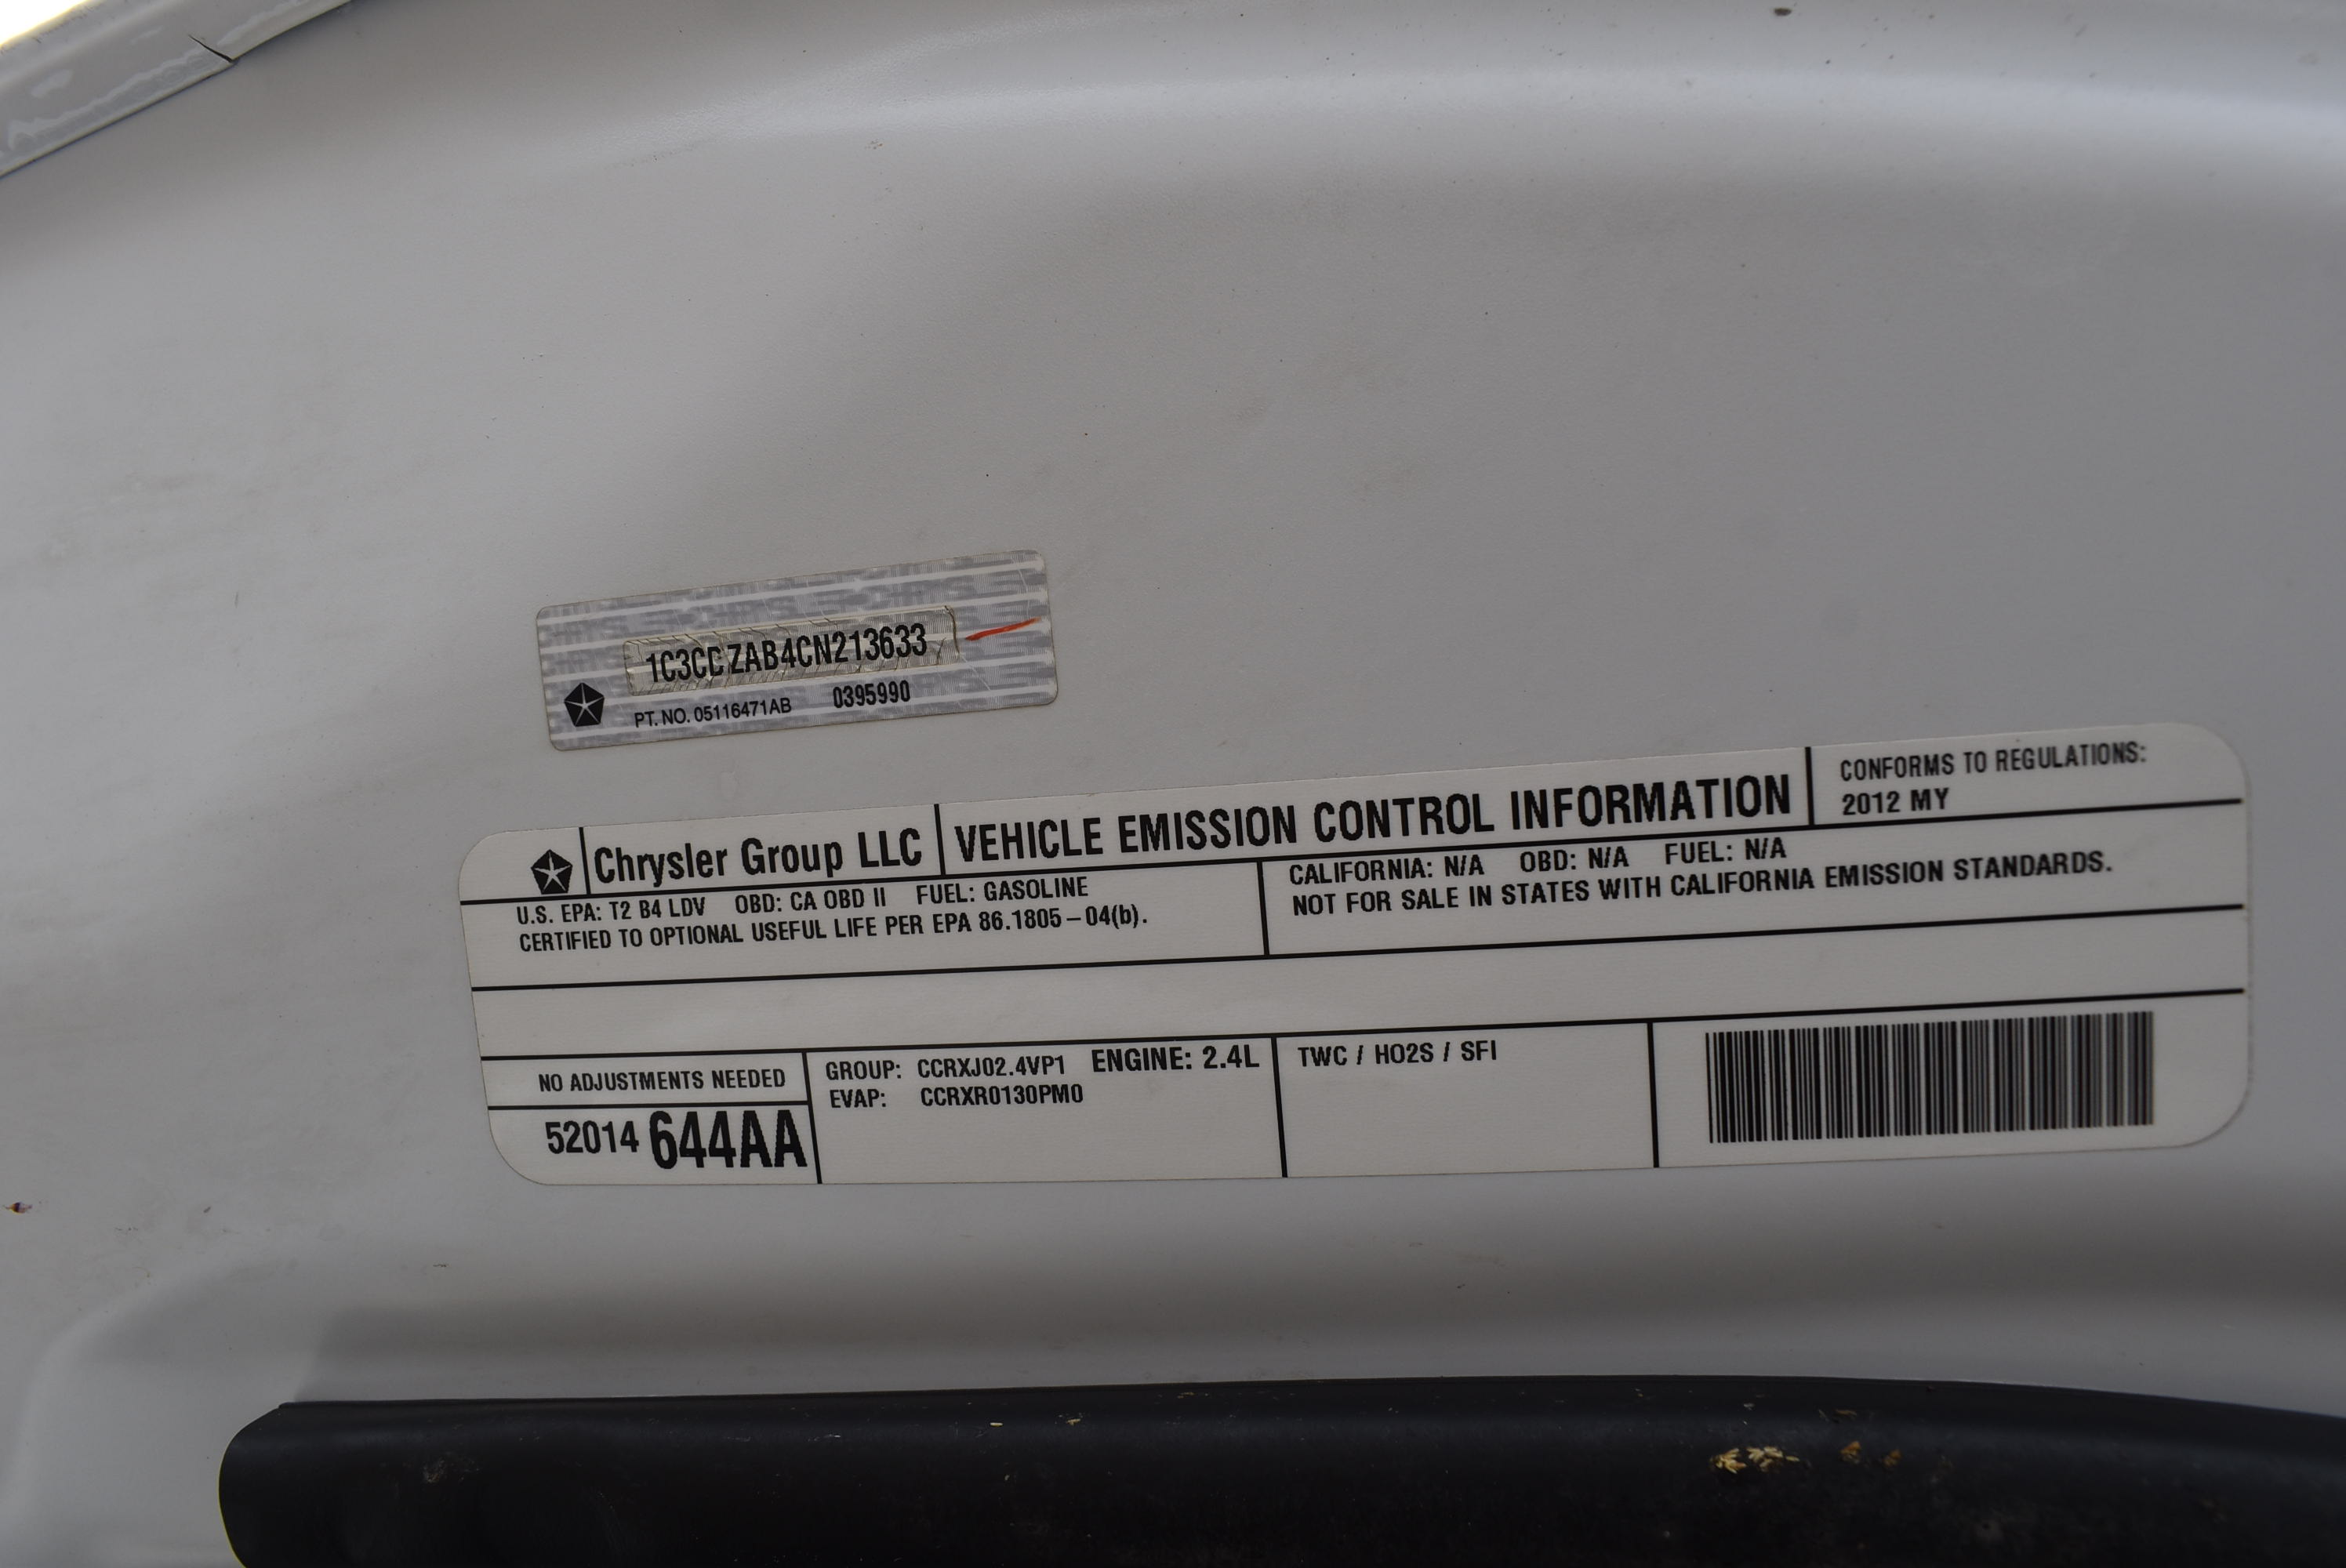 1C3CDZAB4CN213633
PT. NO. 05116471AB 0395990
Chrysler Group LLC
VEHICLE EMISSION CONTROL INFORMATION
CONFORMS TO REGULATIONS:
2012 MY
U.S. EPA: T2 B4 LDV OBD: CA OBD II FUEL: GASOLINE
CERTIFIED TO OPTIONAL USEFUL LIFE PER EPA 86.1805–04(b).
CALIFORNIA: N/A OBD: N/A FUEL: N/A
NOT FOR SALE IN STATES WITH CALIFORNIA EMISSION STANDARDS.
NO ADJUSTMENTS NEEDED
52014 644AA
GROUP: CCRXJ02.4VP1 ENGINE: 2.4L
EVAP: CCRXR0130PM0
TWC / HO2S / SFI